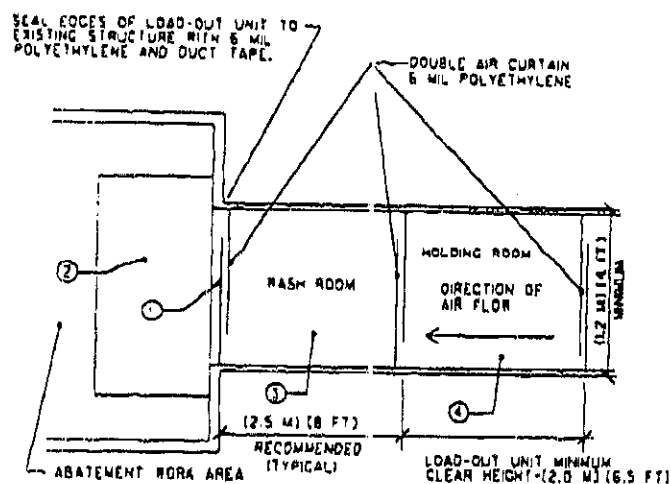 SEAL EDGES OF LOAD-OUT UNIT TO
EXISTING STRUCTURE WITH 6 MIL
POLYETHYLENE AND DUCT TAPE.
DOUBLE AIR CURTAIN
6 MIL POLYETHYLENE
2
1
WASH ROOM
HOLDING ROOM
DIRECTION OF
AIR FLOW
(1.2 M) (4 FT)
MINIMUM
3
4
(2.5 M) (8 FT)
RECOMMENDED
(TYPICAL)
ABATEMENT WORK AREA
LOAD-OUT UNIT MINIMUM
CLEAR HEIGHT-(2.0 M) (6.5 FT)